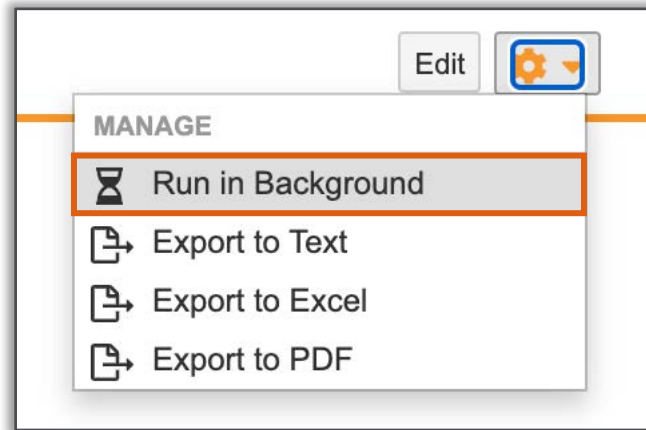 Edit
MANAGE
Run in Background
Export to Text
Export to Excel
Export to PDF